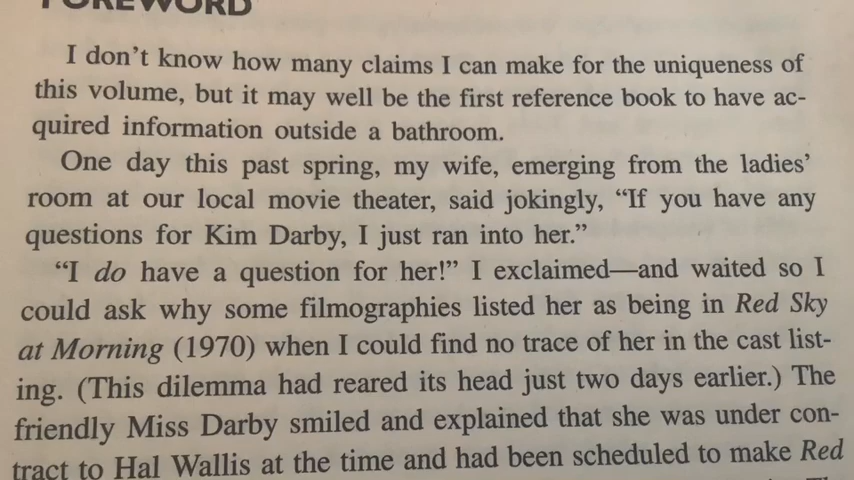 FOREWORD
I don't know how many claims I can make for the uniqueness of
this volume, but it may well be the first reference book to have ac-
quired information outside a bathroom.
One day this past spring, my wife, emerging from the ladies'
room at our local movie theater, said jokingly, “If you have any
questions for Kim Darby, I just ran into her.”
“I do have a question for her!” I exclaimed—and waited so I
could ask why some filmographies listed her as being in Red Sky
at Morning (1970) when I could find no trace of her in the cast list-
ing. (This dilemma had reared its head just two days earlier.) The
friendly Miss Darby smiled and explained that she was under con-
tract to Hal Wallis at the time and had been scheduled to make Red